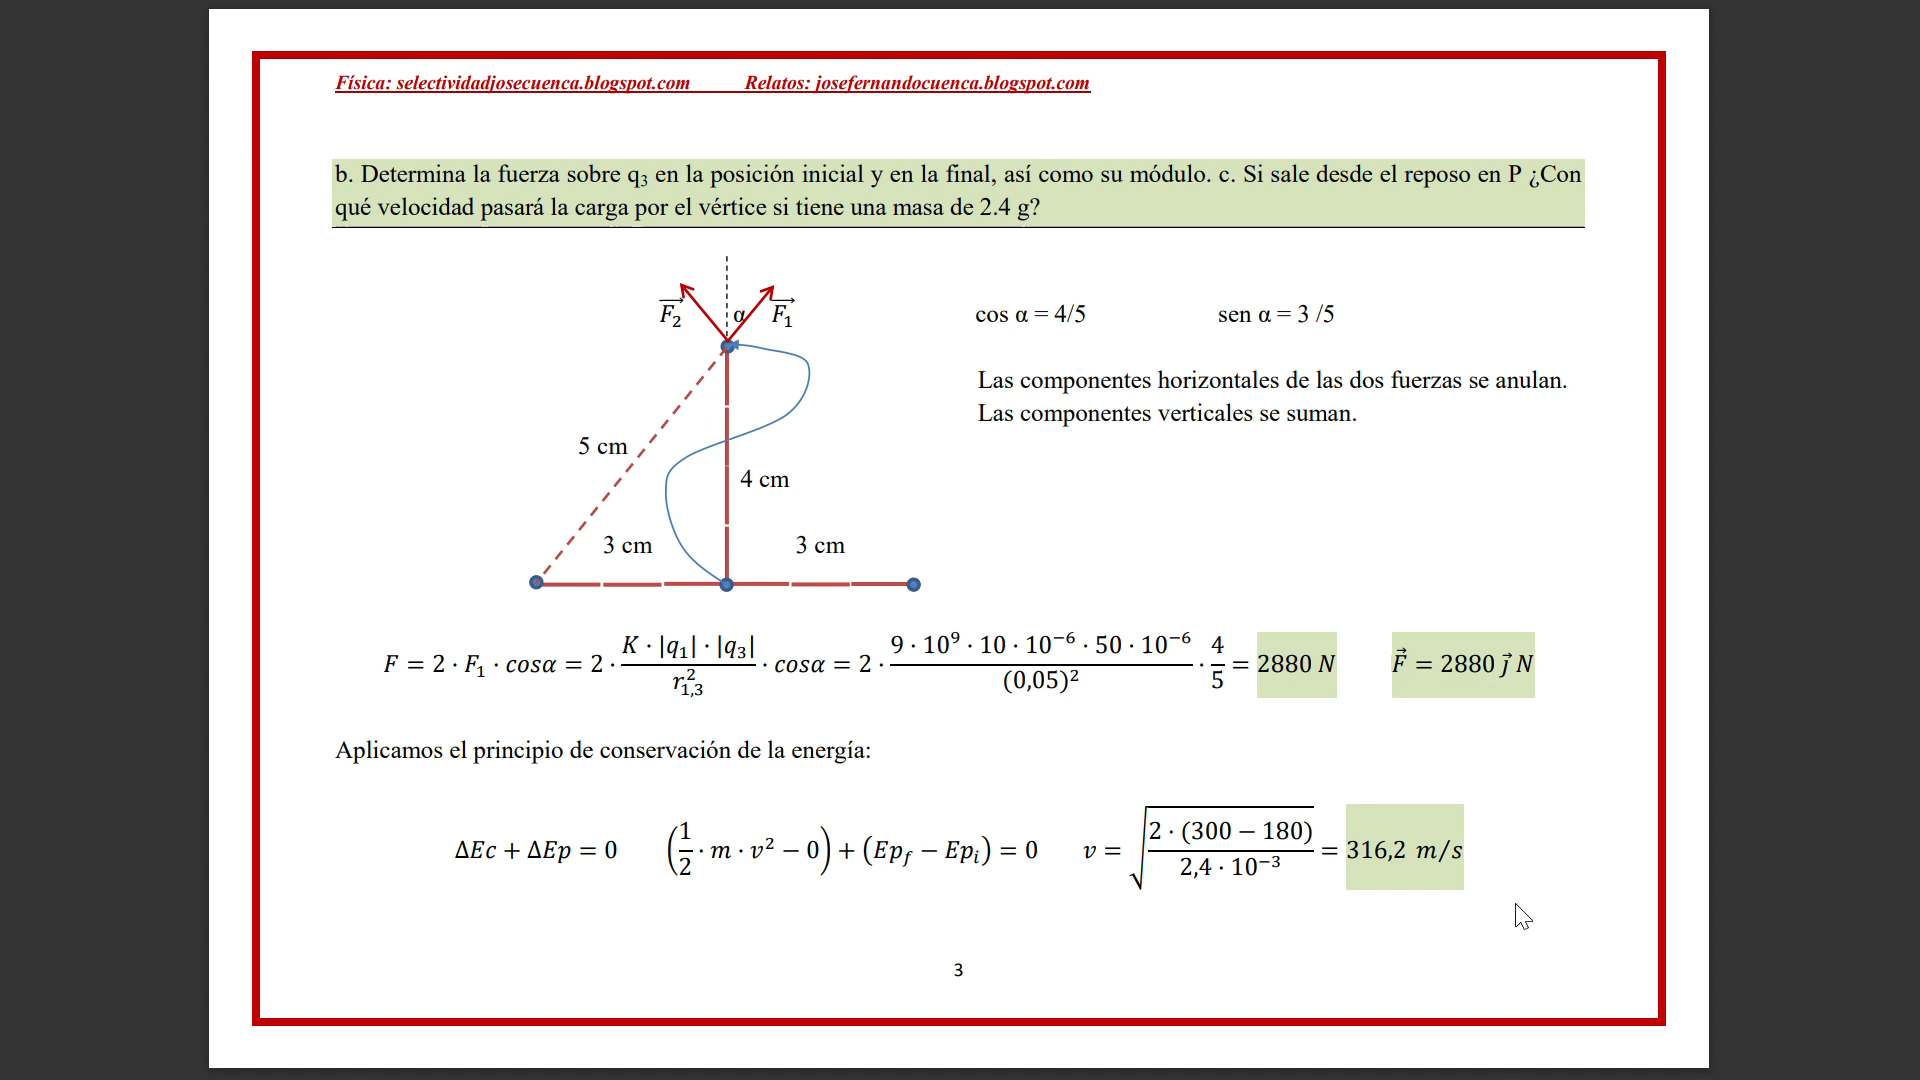 Física: selectividadjosecuenca.blogspot.com Relatos: josefernandocuenca.blogspot.com
b. Determina la fuerza sobre q₃ en la posición inicial y en la final, así como su módulo. c. Si sale desde el reposo en P ¿Con
qué velocidad pasará la carga por el vértice si tiene una masa de 2.4 g?
F₂ α F₁
cos α = 4/5 sen α = 3 /5
Las componentes horizontales de las dos fuerzas se anulan.
Las componentes verticales se suman.
5 cm
4 cm
3 cm 3 cm
F = 2 · F₁ · cosα = 2 · (K · |q₁| · |q₃|) / r²₁,₃ · cosα = 2 · (9 · 10⁹ · 10 · 10⁻⁶ · 50 · 10⁻⁶) / (0,05)² · 4/5 = 2880 N F⃗ = 2880 ȷ⃗ N
Aplicamos el principio de conservación de la energía:
ΔEc + ΔEp = 0 (1/2 · m · v² − 0) + (Ep_f − Ep_i) = 0 v = √(2 · (300 − 180) / 2,4 · 10⁻³) = 316,2 m/s
3